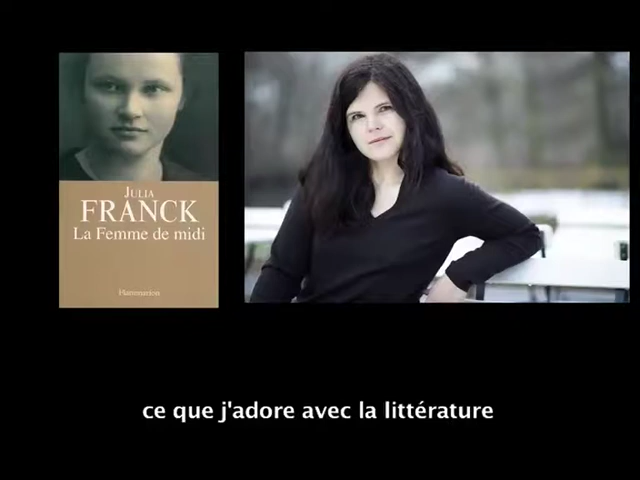 JULIA
FRANCK
La Femme de midi
Flammarion
ce que j'adore avec la littérature